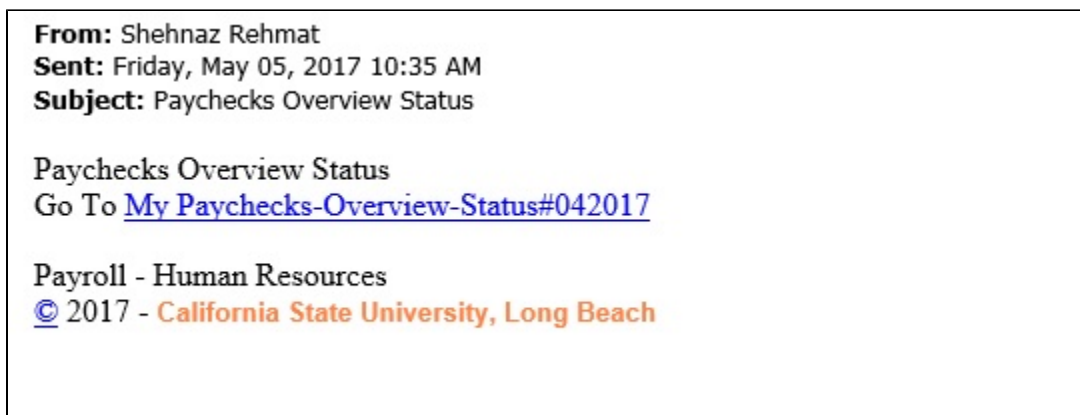 From: Shehnaz Rehmat
Sent: Friday, May 05, 2017 10:35 AM
Subject: Paychecks Overview Status
Paychecks Overview Status
Go To My Paychecks-Overview-Status#042017
Payroll - Human Resources
© 2017 - California State University, Long Beach